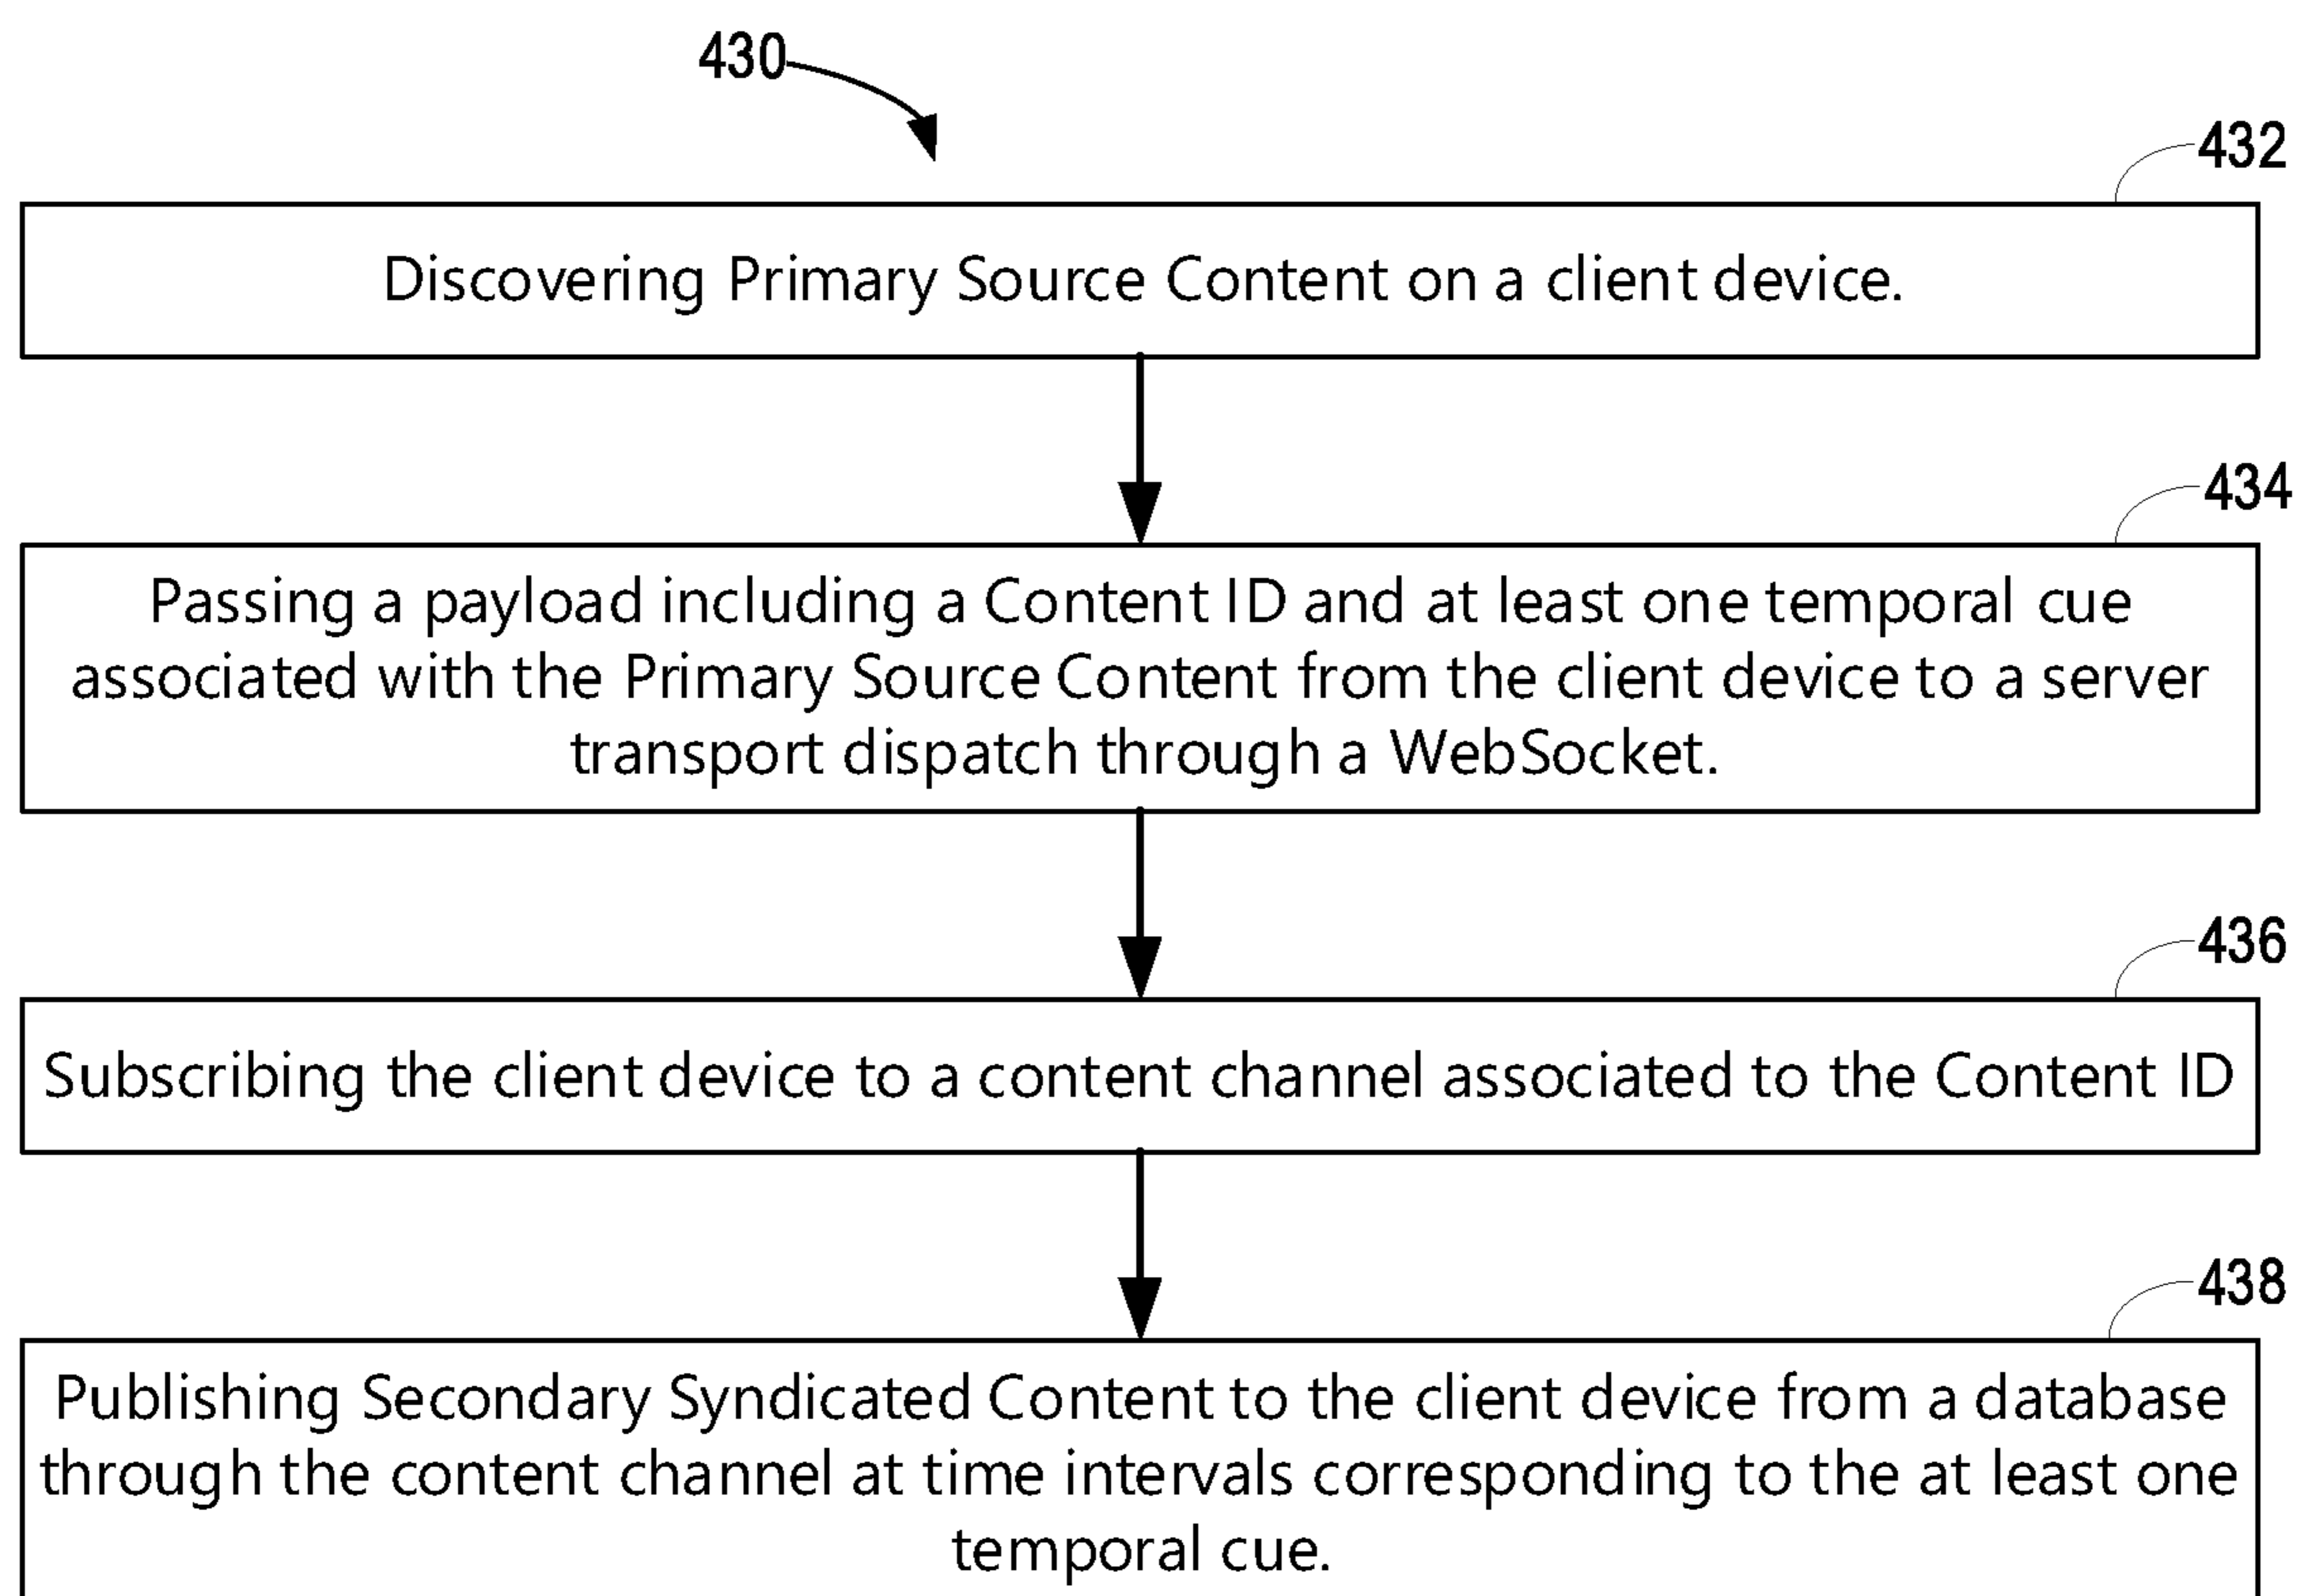 430
432
Discovering Primary Source Content on a client device.
434
Passing a payload including a Content ID and at least one temporal cue
associated with the Primary Source Content from the client device to a server
transport dispatch through a WebSocket.
436
Subscribing the client device to a content channel associated to the Content ID
438
Publishing Secondary Syndicated Content to the client device from a database
through the content channel at time intervals corresponding to the at least one
temporal cue.